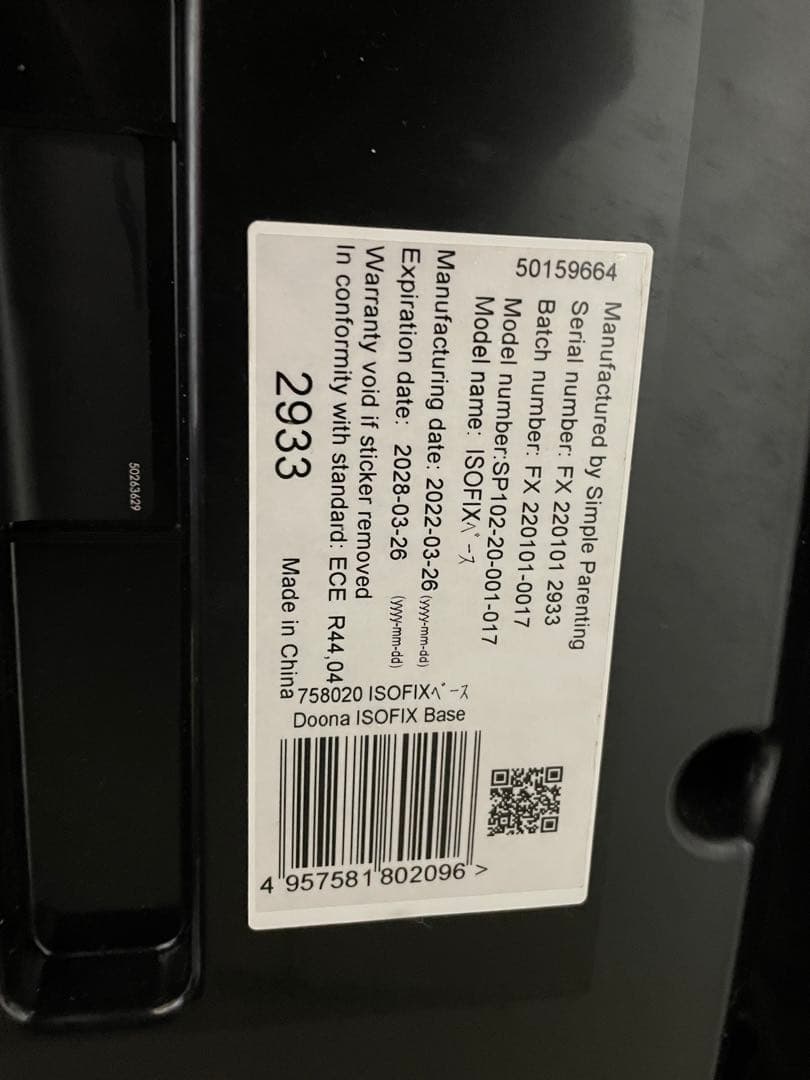 50159664
Manufactured by Simple Parenting
Serial number: FX 220101 2933
Batch number: FX 220101-0017
Model number:SP102-20-001-017
Model name: ISOFIXﾍﾞｰｽ
Manufacturing date: 2022-03-26 (yyyy-mm-dd)
Expiration date: 2028-03-26 (yyyy-mm-dd)
Warranty void if sticker removed
In conformity with standard: ECE R44,04
2933
Made in China
758020 ISOFIXﾍﾞｰｽ
Doona ISOFIX Base
4 957581 802096 >
50263629